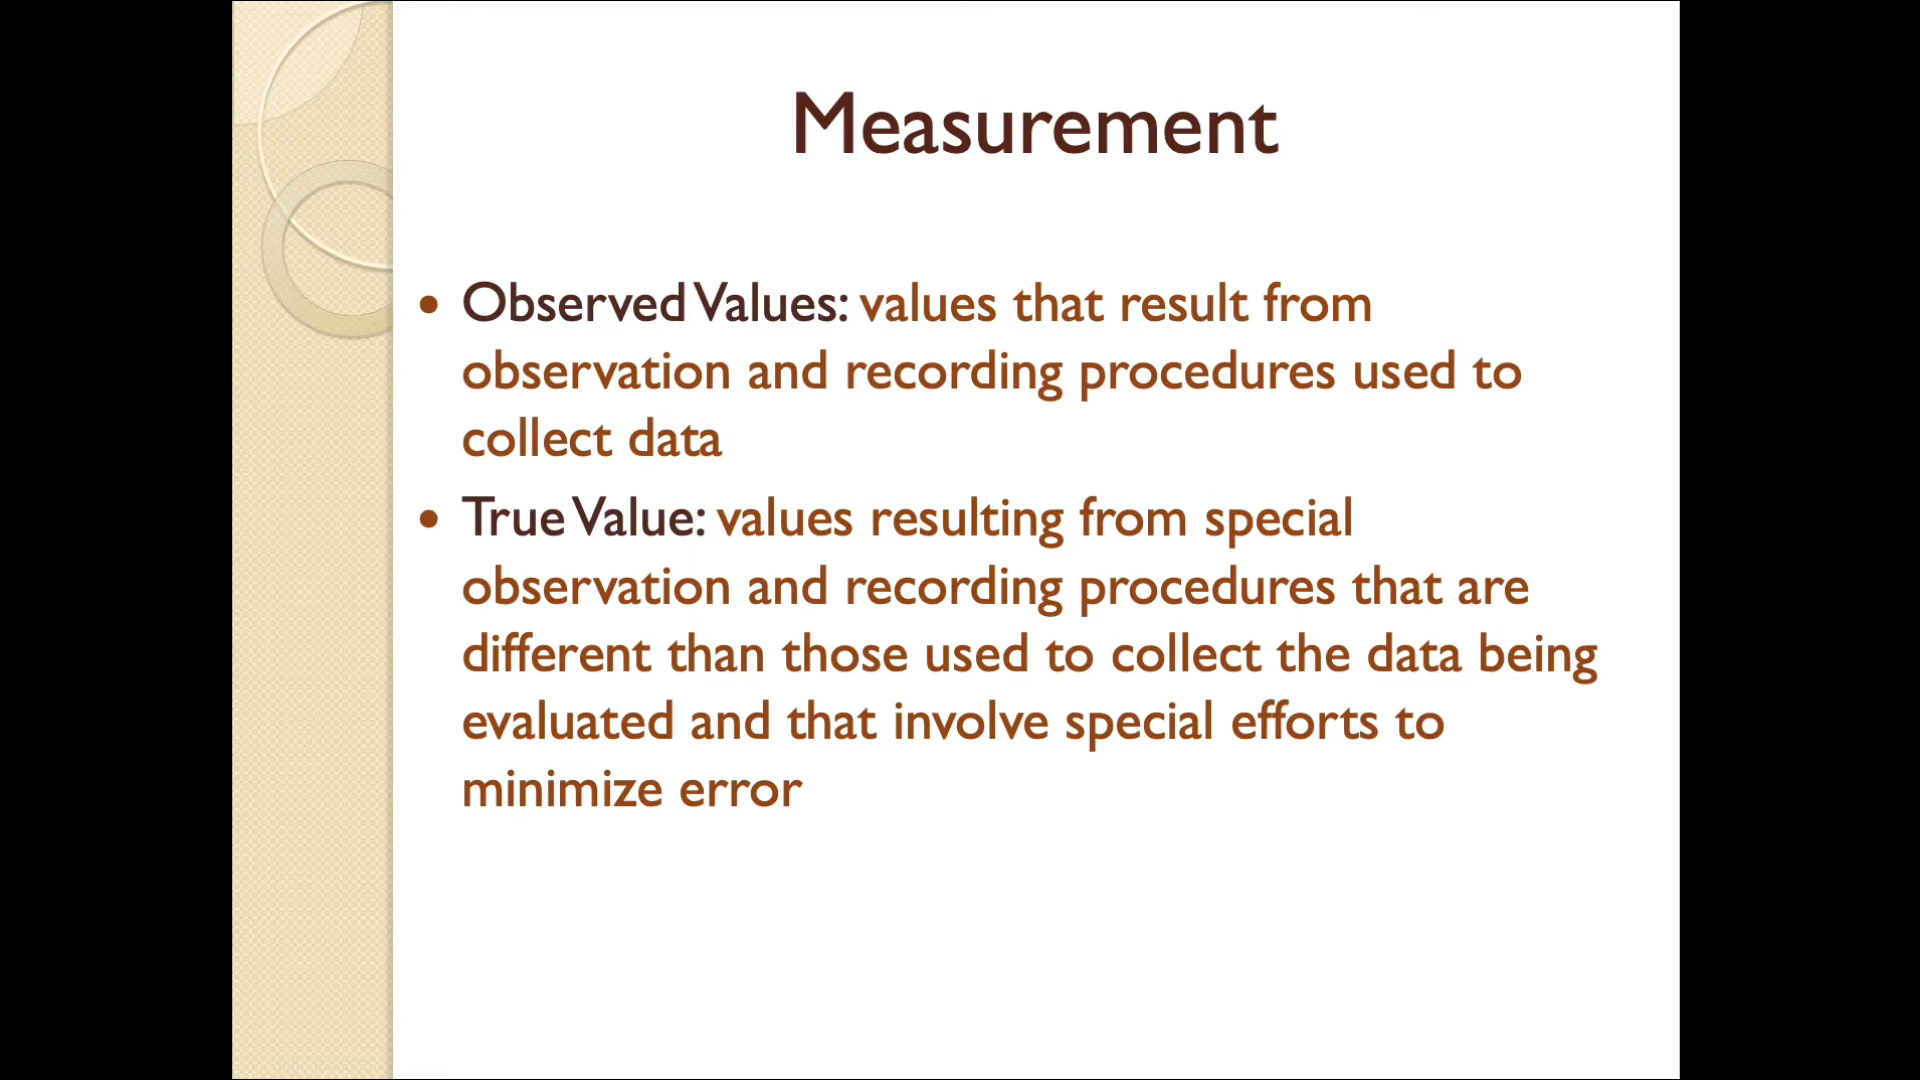 Measurement
• Observed Values: values that result from
observation and recording procedures used to
collect data
• True Value: values resulting from special
observation and recording procedures that are
different than those used to collect the data being
evaluated and that involve special efforts to
minimize error